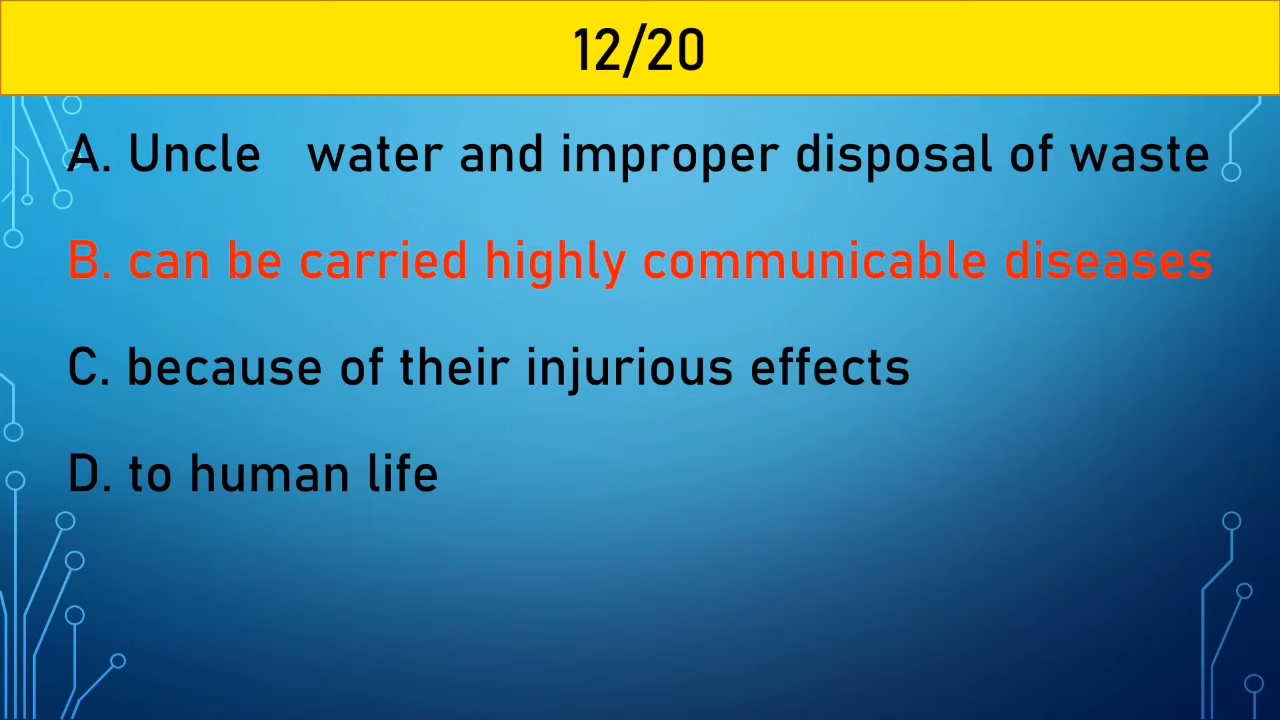 12/20
A. Uncle water and improper disposal of waste
B. can be carried highly communicable diseases
C. because of their injurious effects
D. to human life